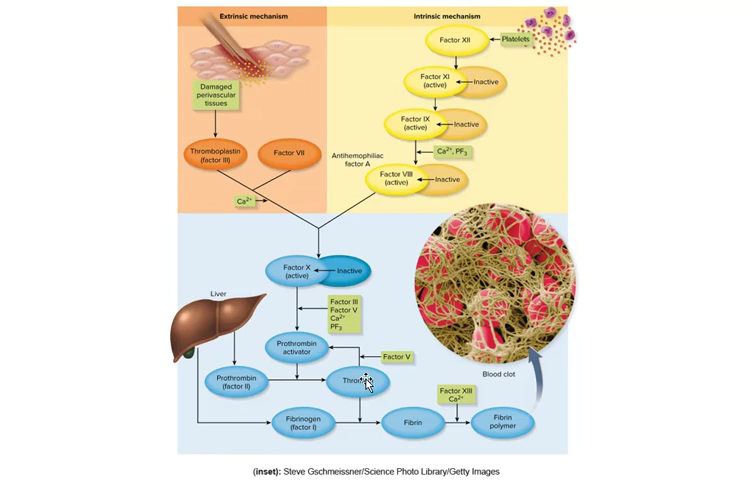 Extrinsic mechanism
Intrinsic mechanism
Factor XII
Platelets
Factor XI
(active)
Inactive
Damaged
perivascular
tissues
Factor IX
(active)
Inactive
Thromboplastin
(factor III)
Factor VII
Ca²⁺, PF₃
Antihemophiliac
factor A
Factor VIII
(active)
Inactive
Ca²⁺
Factor X
(active)
Inactive
Liver
Factor III
Factor V
Ca²⁺
PF₃
Prothrombin
activator
Factor V
Blood clot
Prothrombin
(factor II)
Factor XIII
Ca²⁺
Fibrinogen
(factor I)
Fibrin
Fibrin
polymer
(inset): Steve Gschmeissner/Science Photo Library/Getty Images